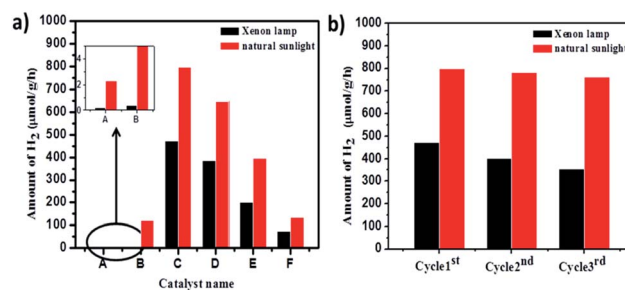 a)
Amount of H2 (μmol/g/h)
1000
900
800
700
600
500
400
300
200
100
0
Xenon lamp
natural sunlight
4
2
0
A
B
A
B
C
D
E
F
Catalyst name
b)
Amount of H2 (μmol/g/h)
1000
900
800
700
600
500
400
300
200
100
0
Xenon lamp
natural sunlight
Cycle1st
Cycle2nd
Cycle3rd